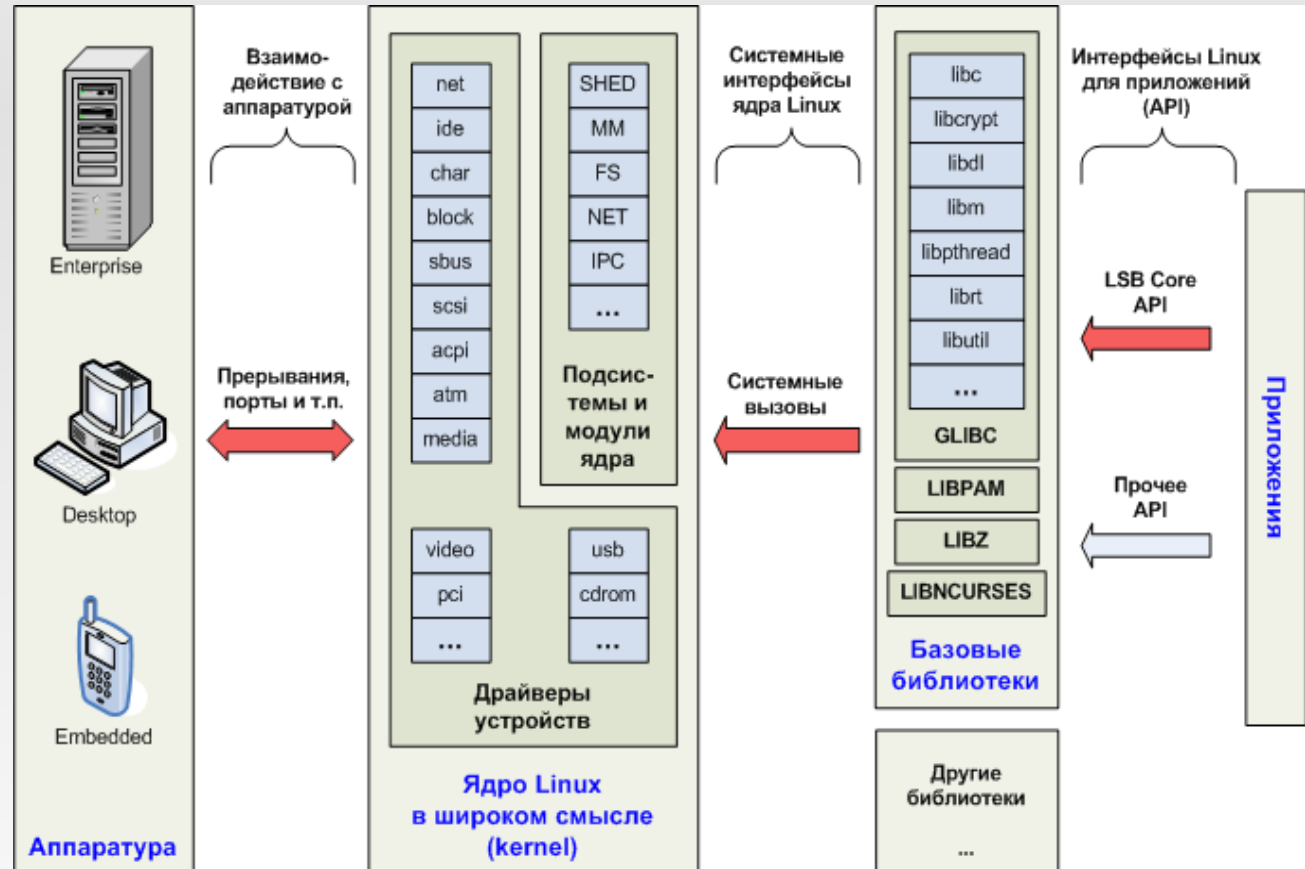 Enterprise
Desktop
Embedded
Аппаратура
Взаимо-
действие с
аппаратурой
Прерывания,
порты и т.п.
net
ide
char
block
sbus
scsi
acpi
atm
media
SHED
MM
FS
NET
IPC
...
Подсис-
темы и
модули
ядра
video
pci
...
usb
cdrom
...
Драйверы
устройств
Ядро Linux
в широком смысле
(kernel)
Системные
интерфейсы
ядра Linux
Системные
вызовы
libc
libcrypt
libdl
libm
libpthread
librt
libutil
...
GLIBC
LIBPAM
LIBZ
LIBNCURSES
Базовые
библиотеки
Другие
библиотеки
...
Интерфейсы Linux
для приложений
(API)
LSB Core
API
Прочее
API
Приложения